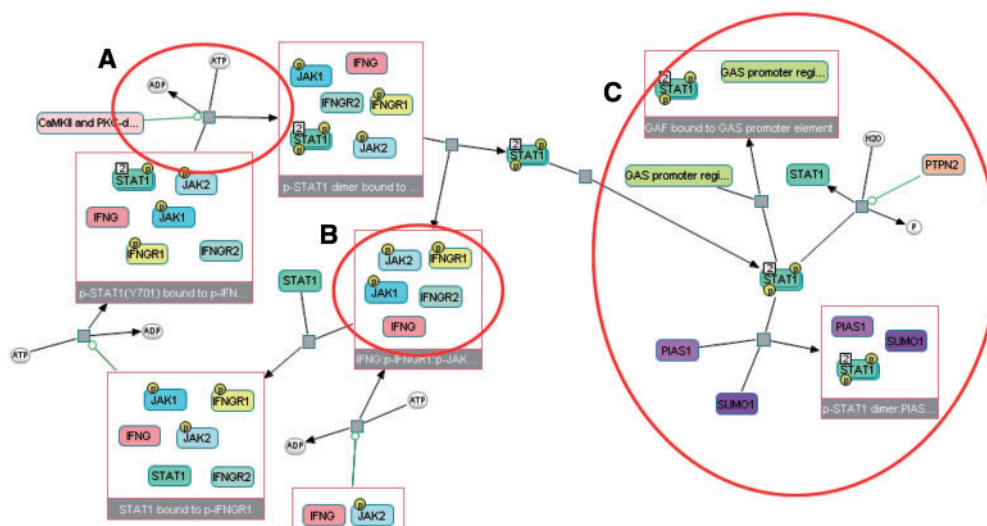 A
ATP
ADP
CaMKII and PKC-d...
p
JAK1
IFNG
IFNGR2
p
IFNGR1
2
p
STAT1
p
p
JAK2
p-STAT1 dimer bound to ...
2
p
STAT1
p
JAK2
IFNG
p
JAK1
p
IFNGR1
IFNGR2
p-STAT1(Y701) bound to p-IFN...
2
p
STAT1
p
B
STAT1
p
JAK2
p
IFNGR1
p
JAK1
IFNGR2
IFNG
IFNG:p-IFNGR1:p-JAK...
ATP
ADP
p
JAK1
p
IFNGR1
IFNG
p
JAK2
STAT1
IFNGR2
STAT1 bound to p-IFNGR1
ATP
ADP
IFNG
p
JAK2
C
2
p
STAT1
p
GAS promoter regi...
GAF bound to GAS promoter element
GAS promoter regi...
STAT1
H2O
PTPN2
P
2
p
STAT1
p
PIAS1
SUMO1
PIAS1
SUMO1
2
p
STAT1
p
p-STAT1 dimer:PIAS...